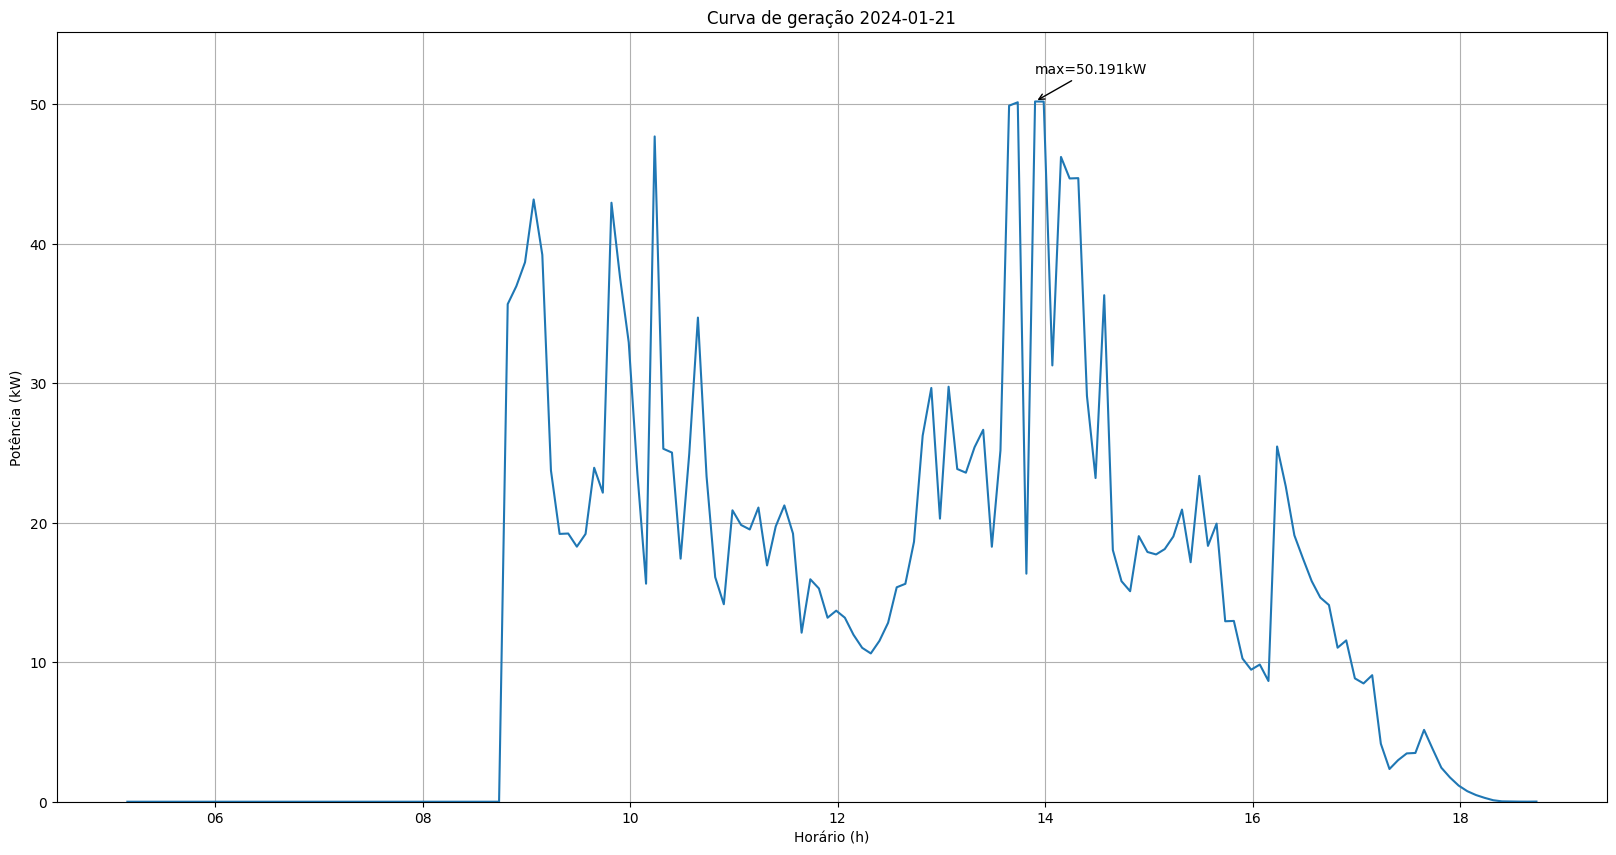 Curva de geração 2024-01-21
max=50.191kW
50
40
30
20
10
0
Potência (kW)
06 08 10 12 14 16 18
Horário (h)